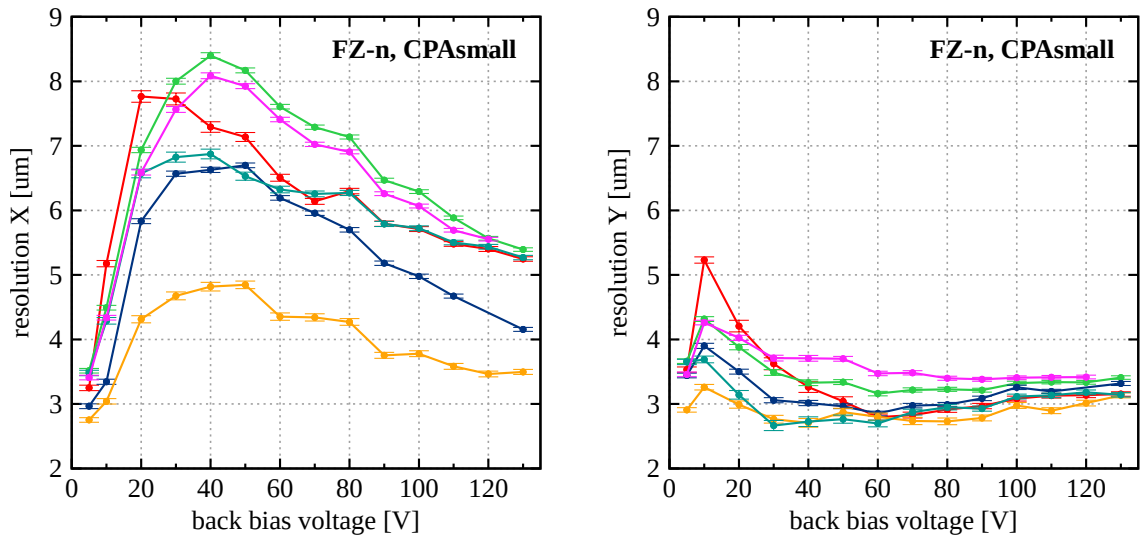 9
8
7
6
5
4
3
2
resolution X [um]
FZ-n, CPAsmall
0 20 40 60 80 100 120
back bias voltage [V]
9
8
7
6
5
4
3
2
resolution Y [um]
FZ-n, CPAsmall
0 20 40 60 80 100 120
back bias voltage [V]